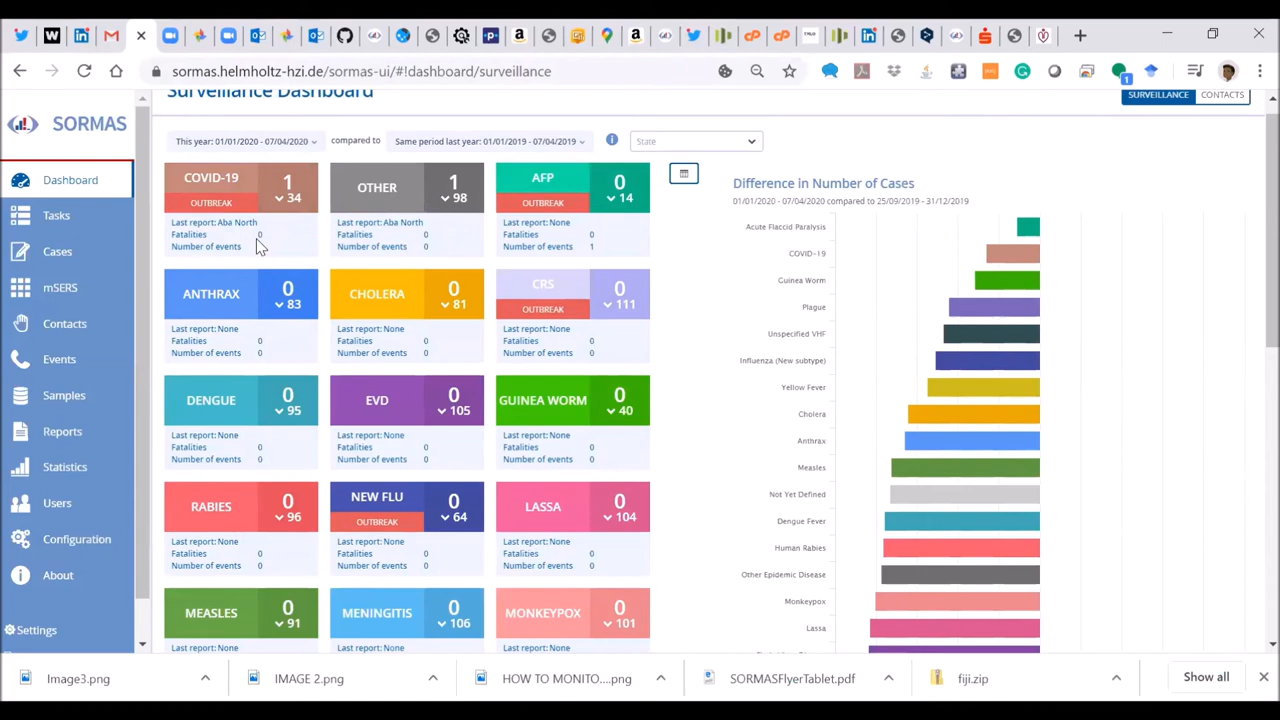 sormas.helmholtz-hzi.de/sormas-ui/#!dashboard/surveillance
1
SORMAS
Dashboard
Tasks
Cases
mSERS
Contacts
Events
Samples
Reports
Statistics
Users
Configuration
About
Settings
Surveillance Dashboard
SURVEILLANCE CONTACTS
This year: 01/01/2020 - 07/04/2020 compared to Same period last year: 01/01/2019 - 07/04/2019 State
COVID-19 1
OUTBREAK 34
Last report: Aba North
Fatalities 0
Number of events 0
OTHER 1
98
Last report: Aba North
Fatalities 0
Number of events 0
AFP 0
OUTBREAK 14
Last report: None
Fatalities 0
Number of events 1
ANTHRAX 0
83
Last report: None
Fatalities 0
Number of events 0
CHOLERA 0
81
Last report: None
Fatalities 0
Number of events 0
CRS 0
OUTBREAK 111
Last report: None
Fatalities 0
Number of events 0
DENGUE 0
95
Last report: None
Fatalities 0
Number of events 0
EVD 0
105
Last report: None
Fatalities 0
Number of events 0
GUINEA WORM 0
40
Last report: None
Fatalities 0
Number of events 0
RABIES 0
96
Last report: None
Fatalities 0
Number of events 0
NEW FLU 0
OUTBREAK 64
Last report: None
Fatalities 0
Number of events 0
LASSA 0
104
Last report: None
Fatalities 0
Number of events 0
MEASLES 0
91
Last report: None
MENINGITIS 0
106
Last report: None
MONKEYPOX 0
101
Last report: None
Difference in Number of Cases
01/01/2020 - 07/04/2020 compared to 25/09/2019 - 31/12/2019
Acute Flaccid Paralysis
COVID-19
Guinea Worm
Plague
Unspecified VHF
Influenza (New subtype)
Yellow Fever
Cholera
Anthrax
Measles
Not Yet Defined
Dengue Fever
Human Rabies
Other Epidemic Disease
Monkeypox
Lassa
Image3.png
IMAGE 2.png
HOW TO MONITO....png
SORMASFlyerTablet.pdf
fiji.zip
Show all